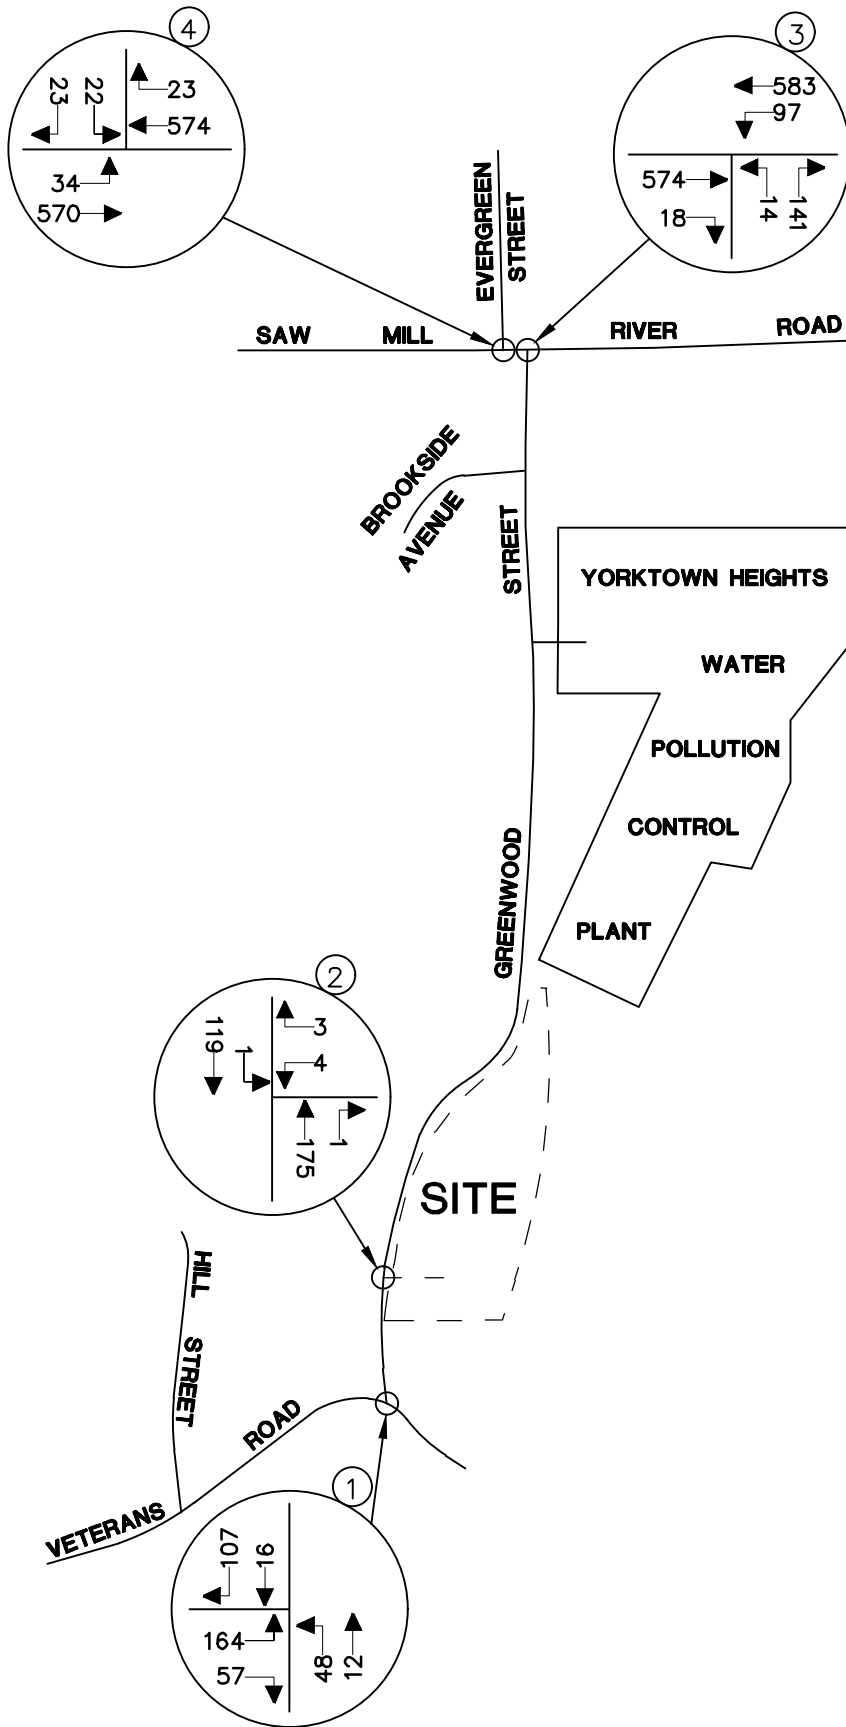 4
23
22
23
574
34
570
3
583
97
574
18
14
141
EVERGREEN
STREET
SAW MILL RIVER ROAD
BROOKSIDE
AVENUE
GREENWOOD STREET
YORKTOWN HEIGHTS
WATER
POLLUTION
CONTROL
PLANT
2
119
1
3
4
175
1
SITE
HILL STREET
VETERANS ROAD
1
107
16
164
57
48
12